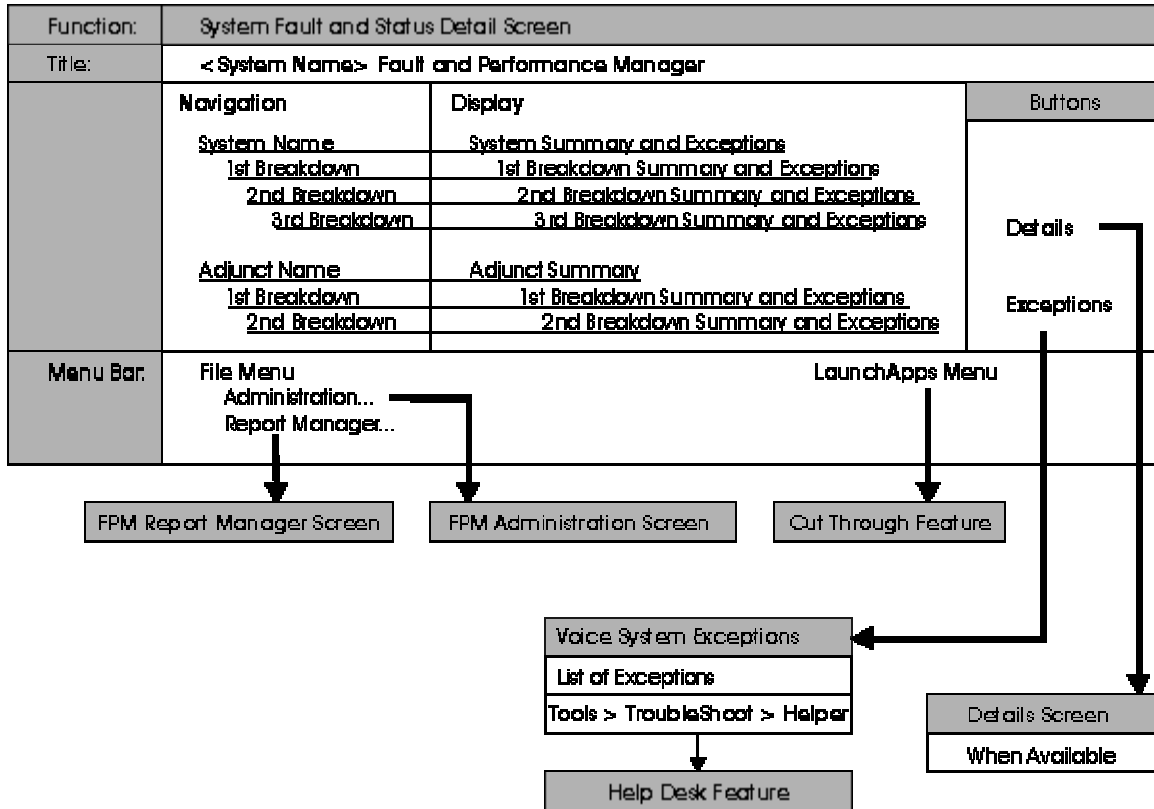 Function: System Fault and Status Detail Screen
Title: <System Name> Fault and Performance Manager
Navigation Display Buttons
System Name System Summary and Exceptions
1st Breakdown 1st Breakdown Summary and Exceptions
2nd Breakdown 2nd Breakdown Summary and Exceptions
3rd Breakdown 3rd Breakdown Summary and Exceptions
Details
Adjunct Name Adjunct Summary
1st Breakdown 1st Breakdown Summary and Exceptions
Exceptions
2nd Breakdown 2nd Breakdown Summary and Exceptions
Menu Bar: File Menu LaunchApps Menu
Administration...
Report Manager...
FPM Report Manager Screen FPM Administration Screen Cut Through Feature
Voice System Exceptions
List of Exceptions
Tools > TroubleShoot > Helper
Details Screen
When Available
Help Desk Feature